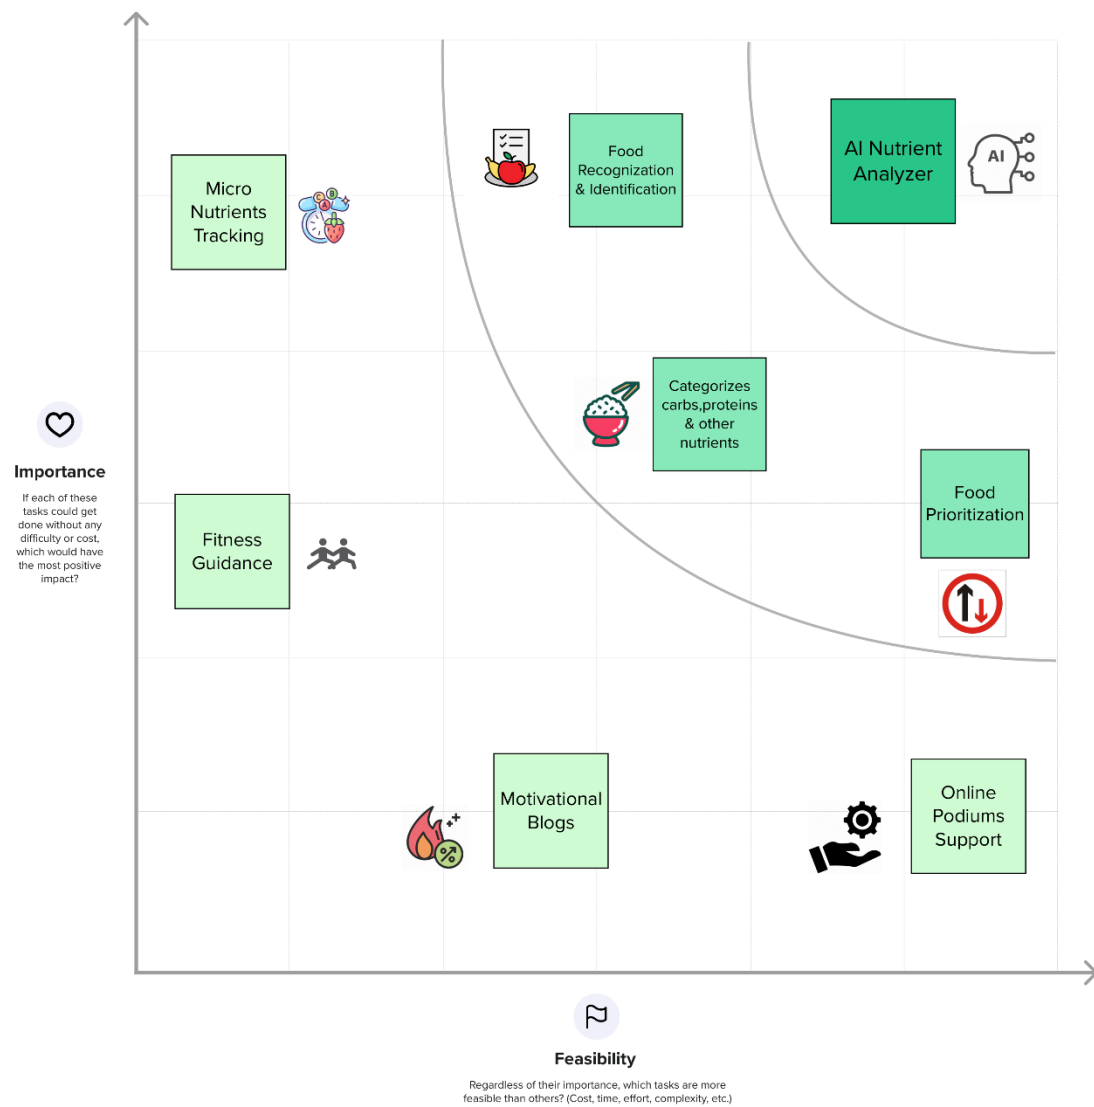 Food
Recognization
& Identification
AI Nutrient
Analyzer
AI
Micro
Nutrients
Tracking
C
B
A
Categorizes
carbs,proteins
& other
nutrients
Importance
If each of these
tasks could get
done without any
difficulty or cost,
which would have
the most positive
impact?
Food
Prioritization
Fitness
Guidance
Motivational
Blogs
%
Online
Podiums
Support
Feasibility
Regardless of their importance, which tasks are more
feasible than others? (Cost, time, effort, complexity, etc.)